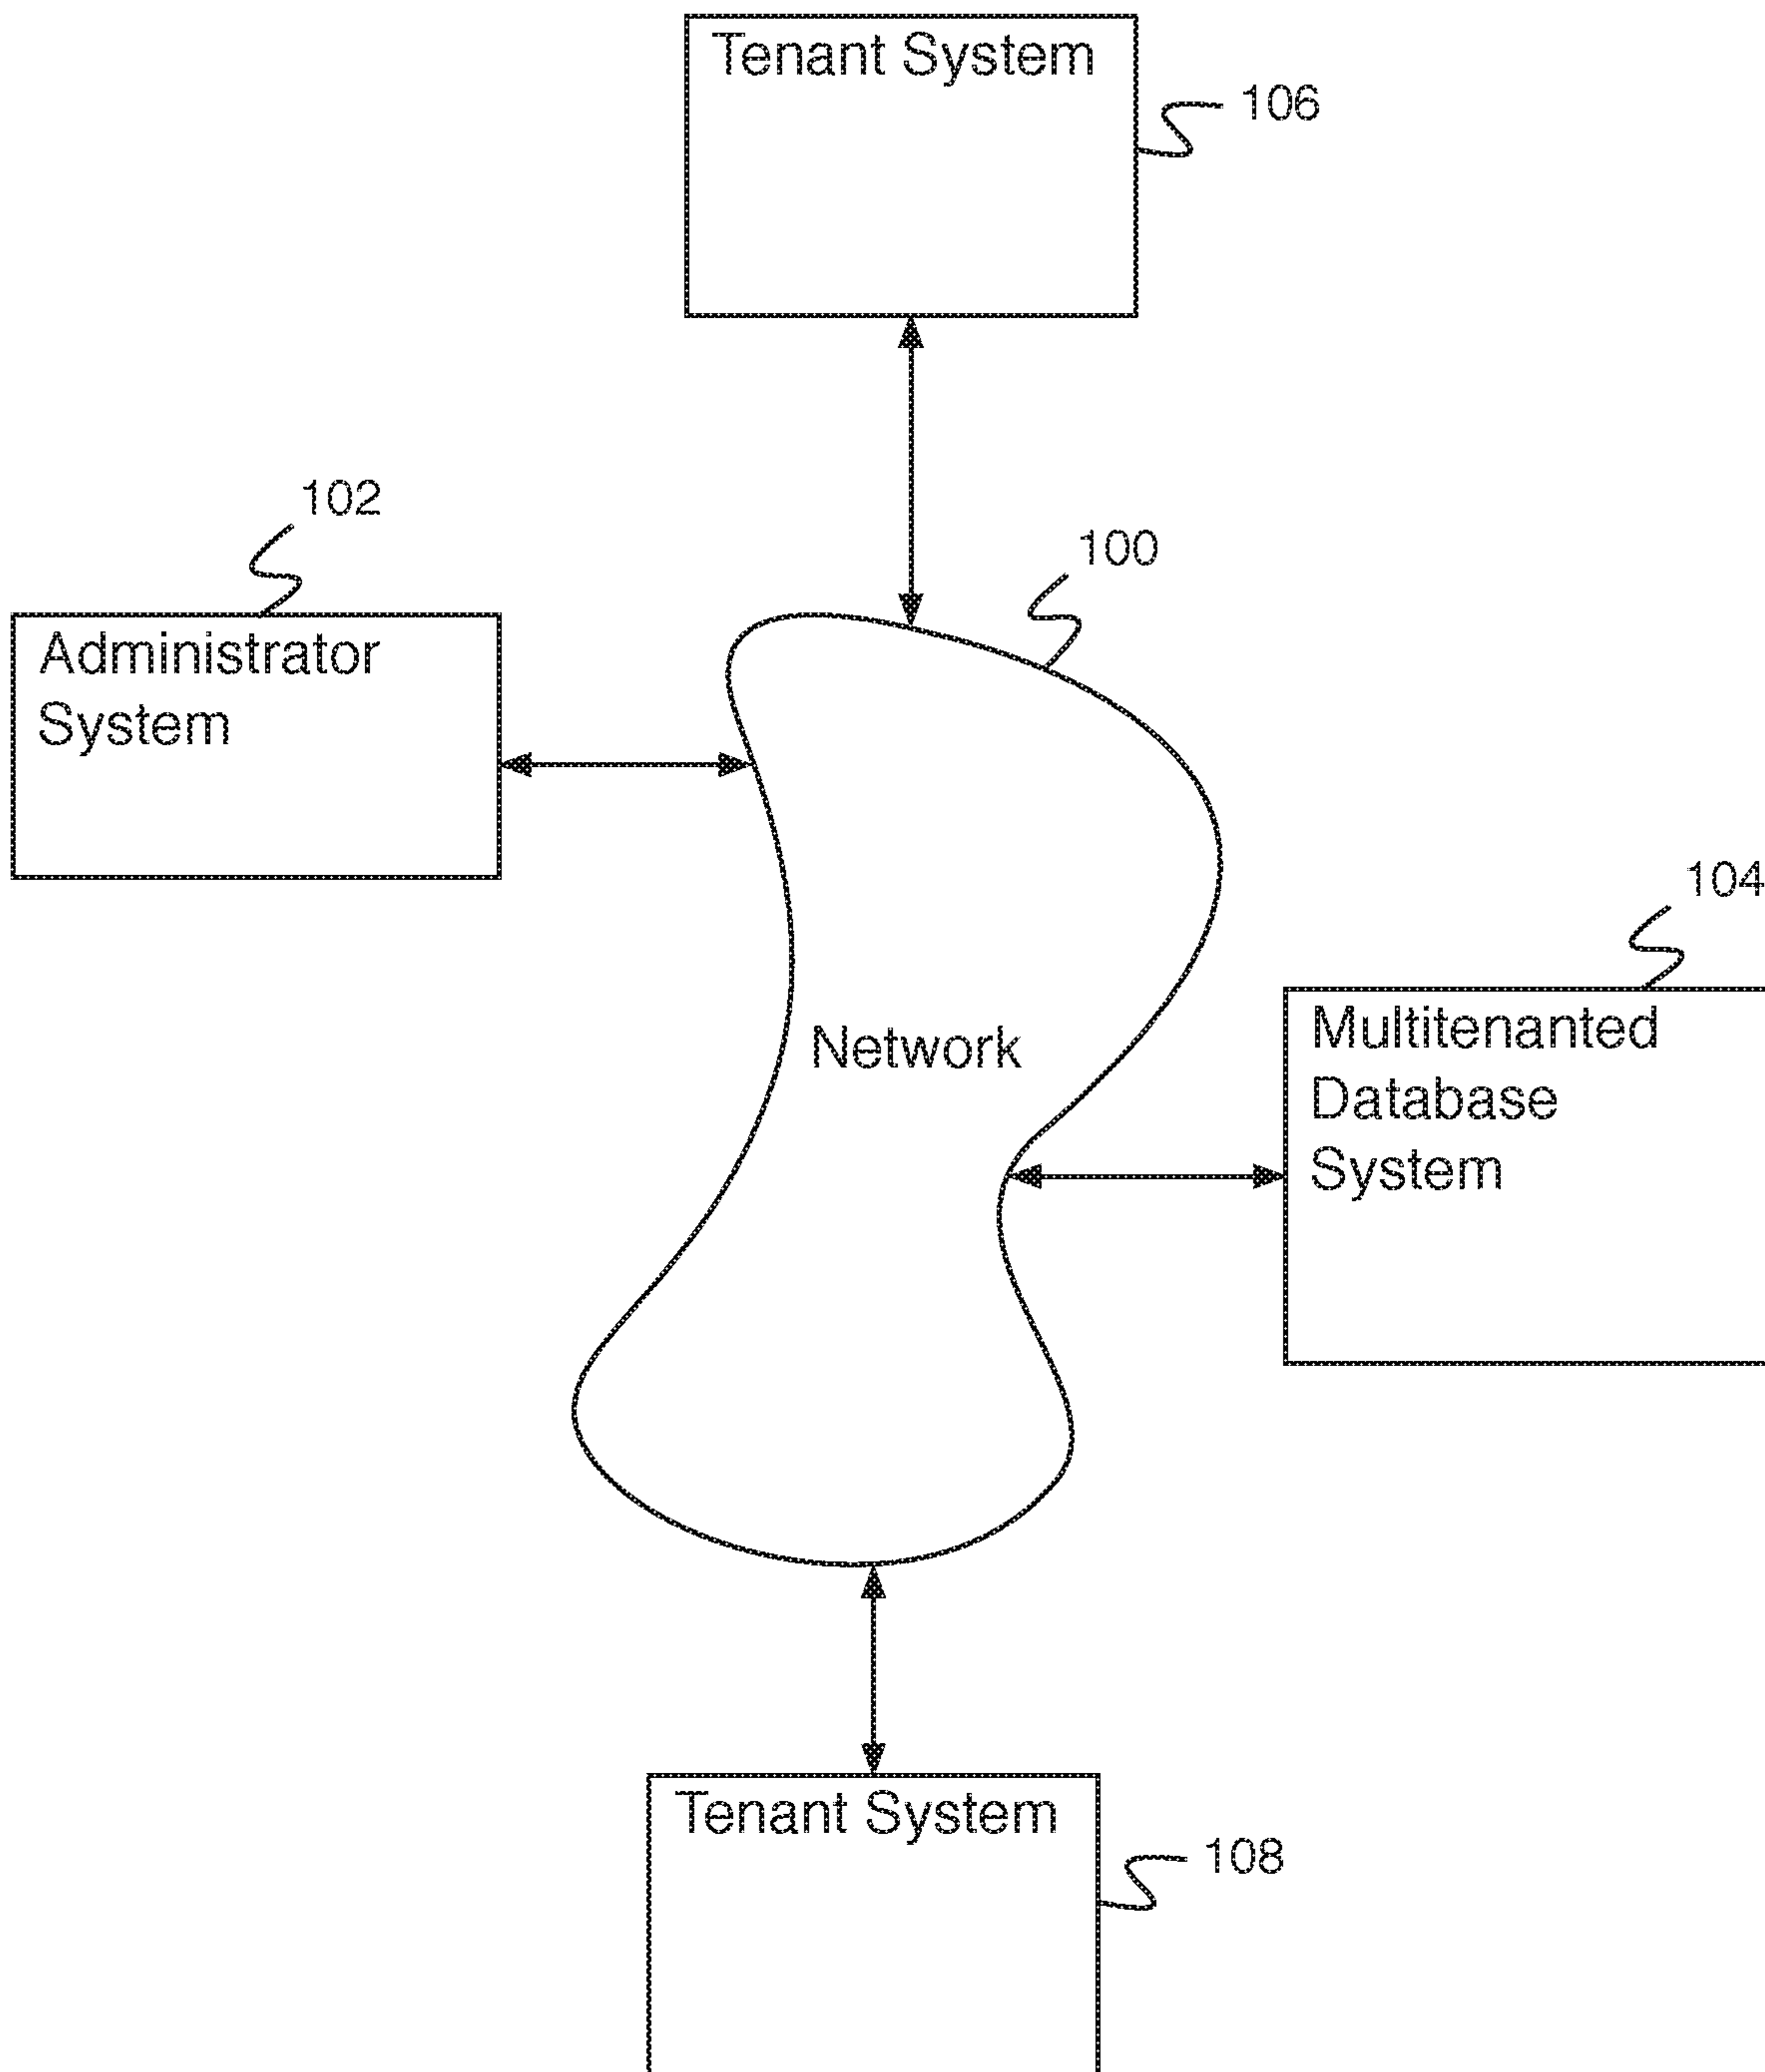 Tenant System
106
102
100
Administrator
System
104
Multitenanted
Database
System
Network
Tenant System
108